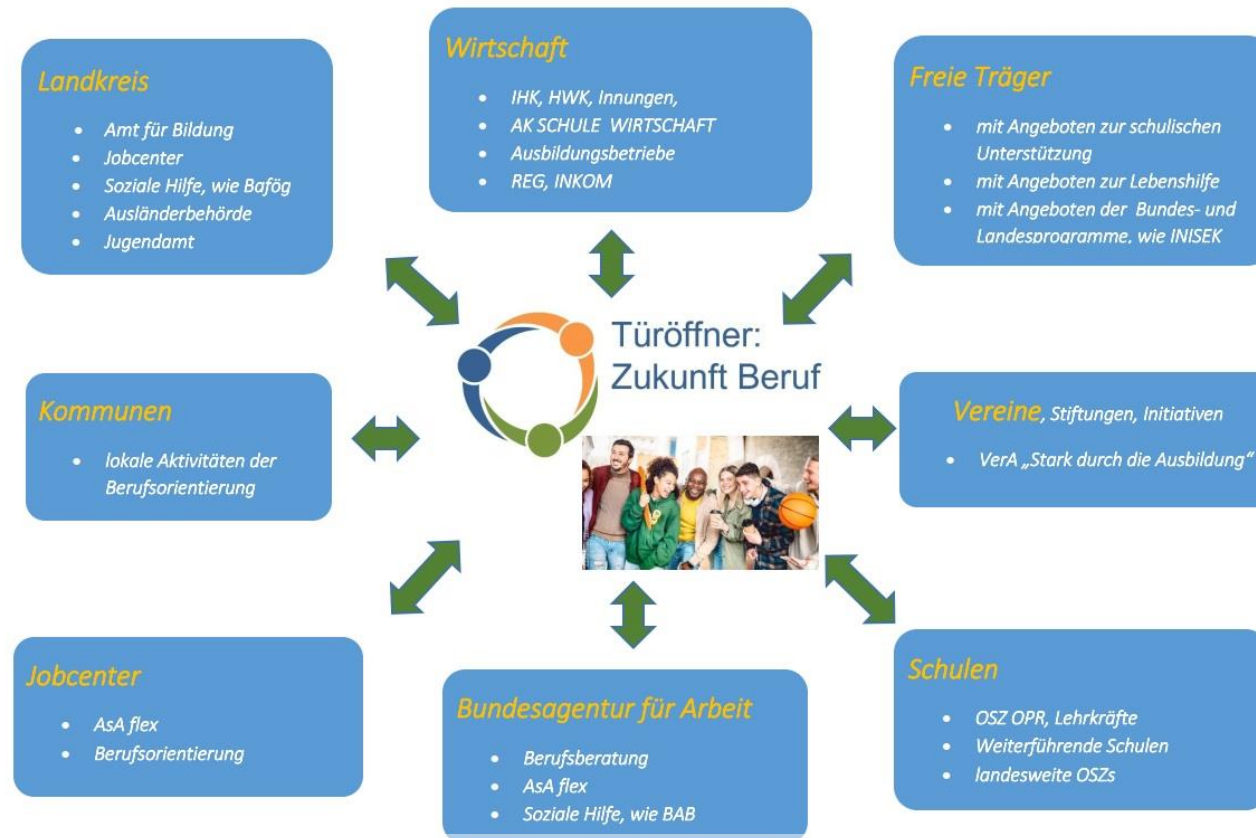 Landkreis
• Amt für Bildung
• Jobcenter
• Soziale Hilfe, wie Bafög
• Ausländerbehörde
• Jugendamt
Wirtschaft
• IHK, HWK, Innungen,
• AK SCHULE WIRTSCHAFT
• Ausbildungsbetriebe
• REG, INKOM
Freie Träger
• mit Angeboten zur schulischen
Unterstützung
• mit Angeboten zur Lebenshilfe
• mit Angeboten der Bundes- und
Landesprogramme, wie INISEK
Türöffner:
Zukunft Beruf
Kommunen
• lokale Aktivitäten der
Berufsorientierung
Vereine, Stiftungen, Initiativen
• VerA „Stark durch die Ausbildung“
Jobcenter
• AsA flex
• Berufsorientierung
Bundesagentur für Arbeit
• Berufsberatung
• AsA flex
• Soziale Hilfe, wie BAB
Schulen
• OSZ OPR, Lehrkräfte
• Weiterführende Schulen
• landesweite OSZs